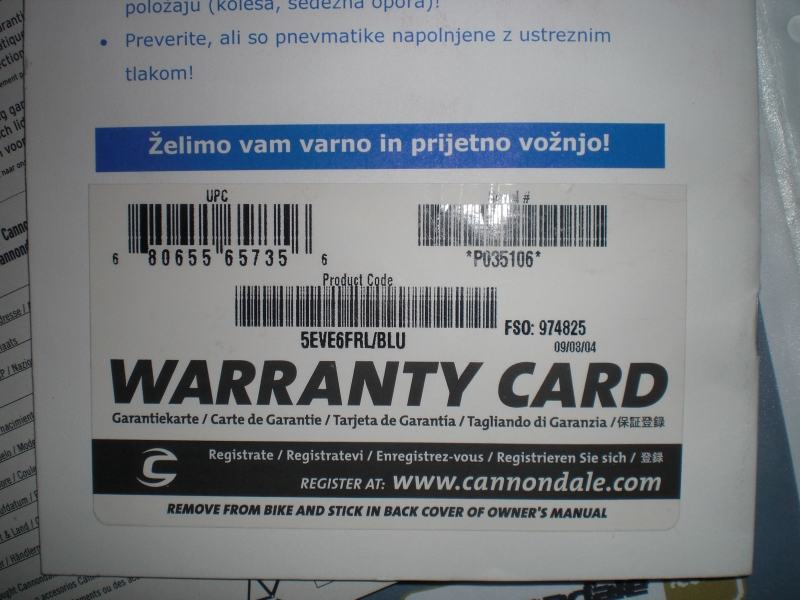 položaju (kolesa, sedežna opora)!
• Preverite, ali so pnevmatike napolnjene z ustreznim
tlakom!
Želimo vam varno in prijetno vožnjo!
UPC
Serial #
6 80655 65735 6
*P035106*
Product Code
5EVE6FRL/BLU
FSO: 974825
09/03/04
WARRANTY CARD
Garantiekarte / Carte de Garantie / Tarjeta de Garantía / Tagliando di Garanzia /保証登録
Registrate / Registratevi / Enregistrez-vous / Registrieren Sie sich / 登録
REGISTER AT: www.cannondale.com
REMOVE FROM BIKE AND STICK IN BACK COVER OF OWNER'S MANUAL